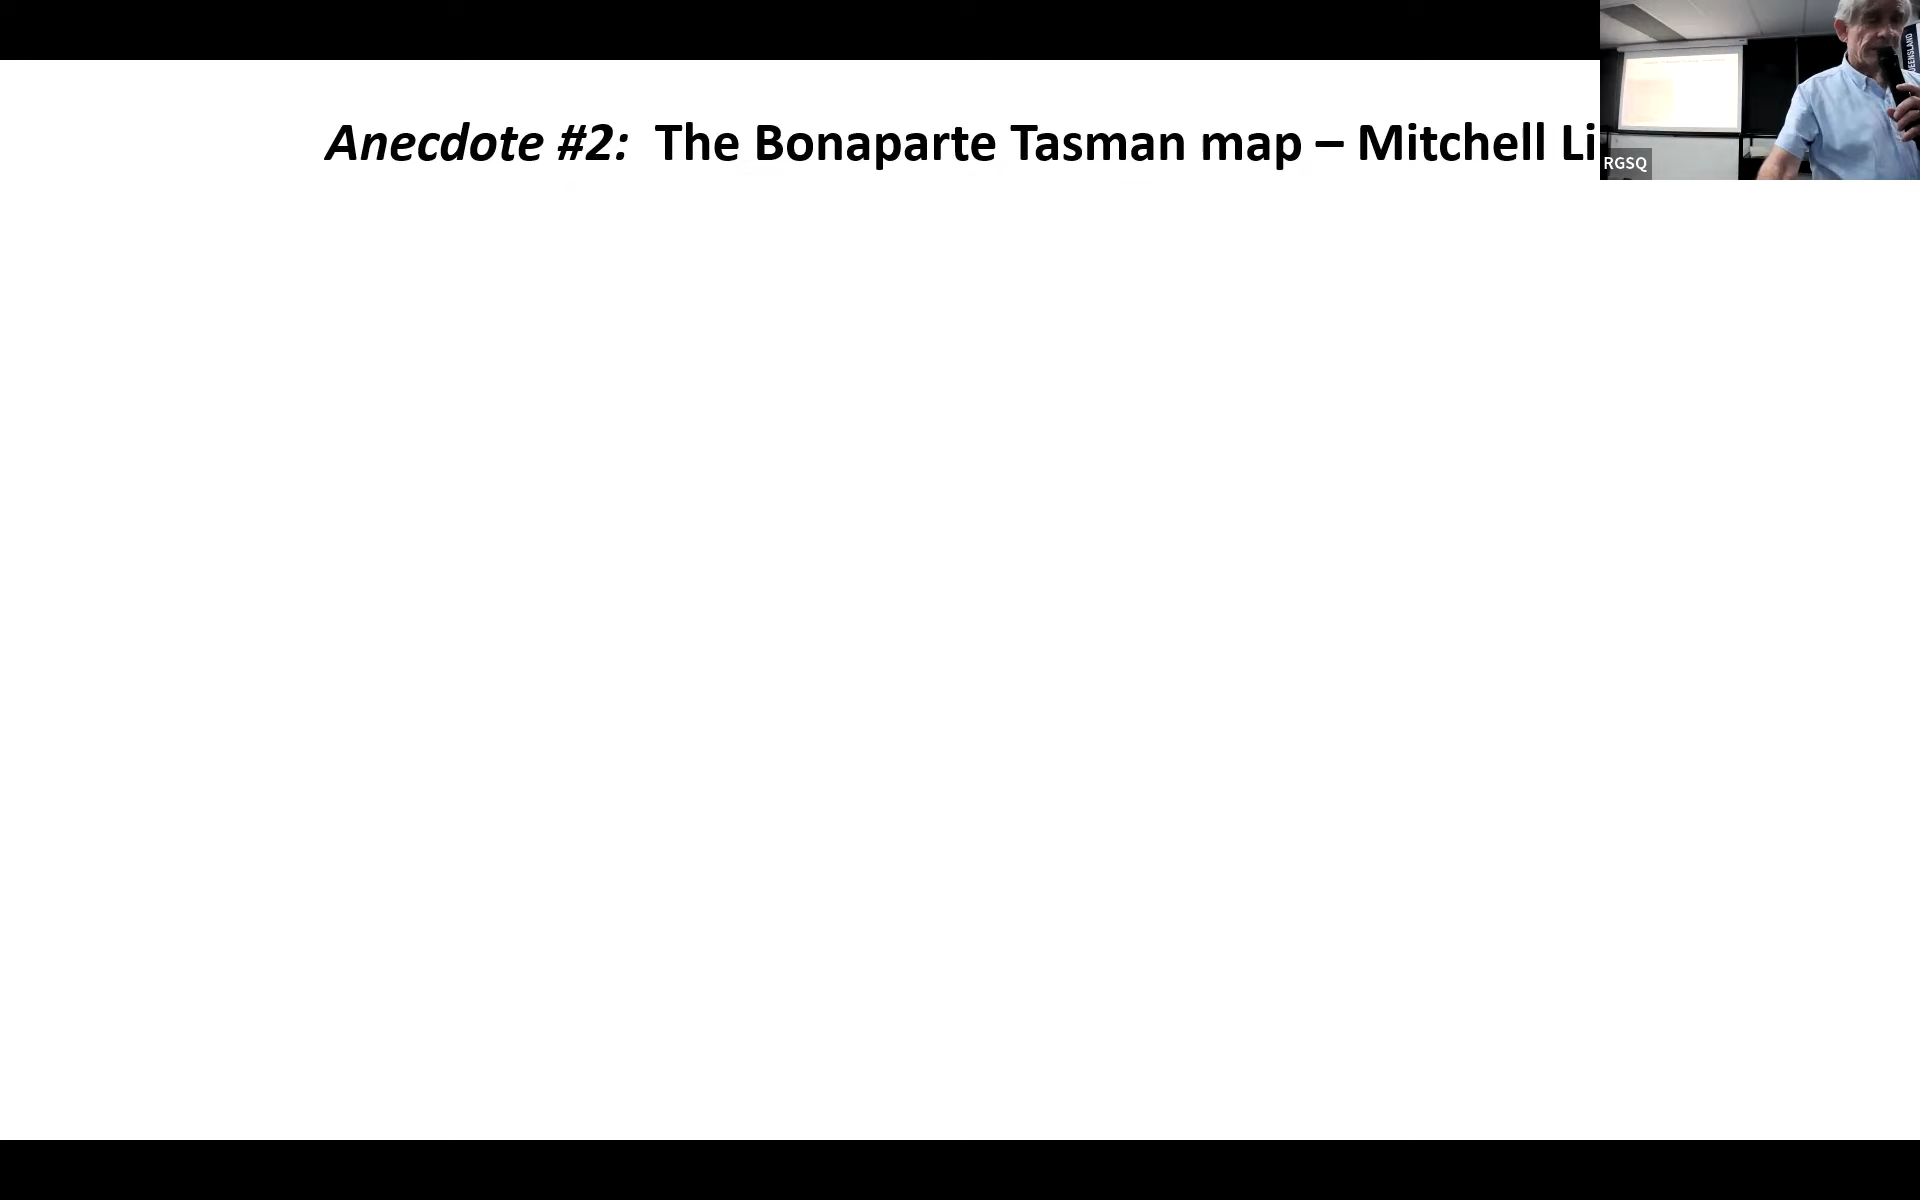 Anecdote #2: The Bonaparte Tasman map – Mitchell Li
RGSQ